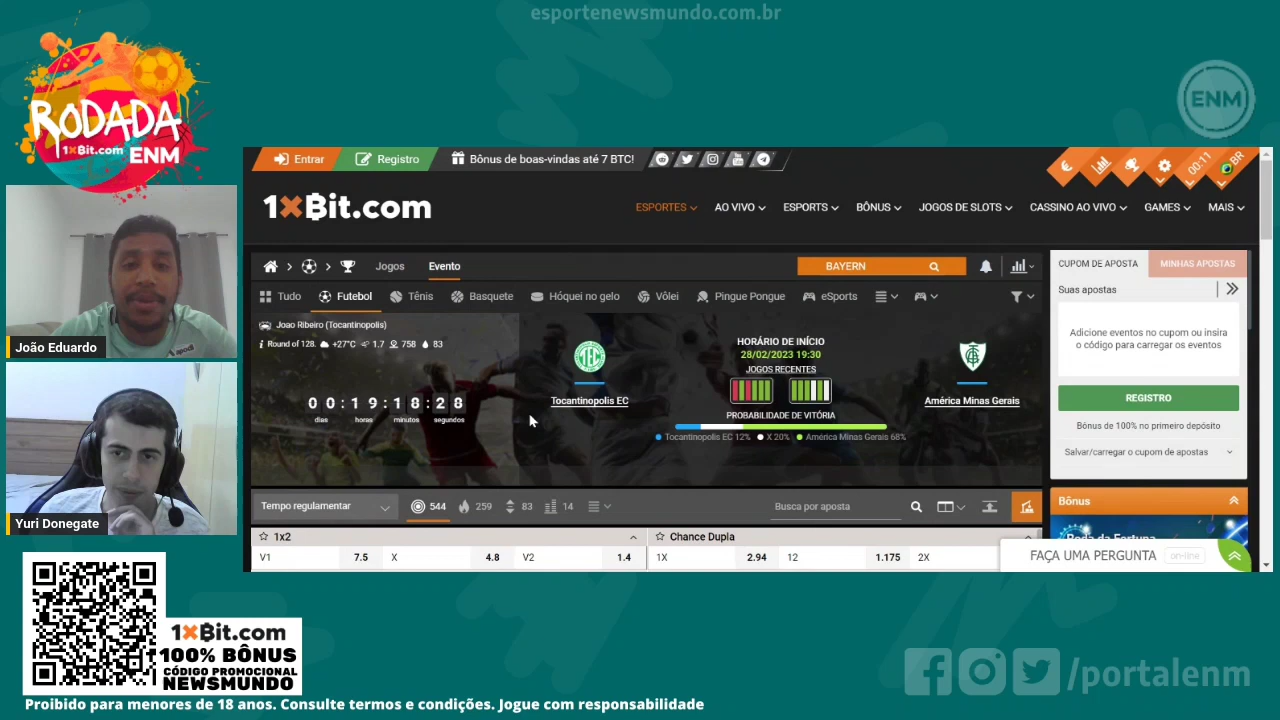 esportenewsmundo.com.br
RODADA
1xBit.com
ENM
ENM
João Eduardo
apodi
Yuri Donegate
Entrar
Registro
Bônus de boas-vindas até 7 BTC!
00:11
BR
1xBit.com
ESPORTES
AO VIVO
ESPORTS
BÔNUS
JOGOS DE SLOTS
CASSINO AO VIVO
GAMES
MAIS
Jogos
Evento
BAYERN
Tudo
Futebol
Tênis
Basquete
Hóquei no gelo
Vôlei
Pingue Pongue
eSports
Joao Ribeiro (Tocantinopolis)
Round of 128. +27°C 1.7 758 83
00:19:18:28
dias horas minutos segundos
TEC
Tocantinopolis EC
HORÁRIO DE INÍCIO
28/02/2023 19:30
JOGOS RECENTES
PROBABILIDADE DE VITÓRIA
Tocantinopolis EC 12% X 20% América Minas Gerais 68%
América Minas Gerais
Tempo regulamentar
544
259
83
14
Busca por aposta
1x2
V1 7.5 X 4.8 V2 1.4
Chance Dupla
1X 2.94 12 1.175 2X
CUPOM DE APOSTA
MINHAS APOSTAS
Suas apostas
Adicione eventos no cupom ou insira
o código para carregar os eventos
REGISTRO
Bônus de 100% no primeiro depósito
Salvar/carregar o cupom de apostas
Bônus
Roda da Fortuna
FAÇA UMA PERGUNTA
on-line
1xBit.com
100% BÔNUS
CÓDIGO PROMOCIONAL
NEWSMUNDO
/portalenm
Proibido para menores de 18 anos. Consulte termos e condições. Jogue com responsabilidade